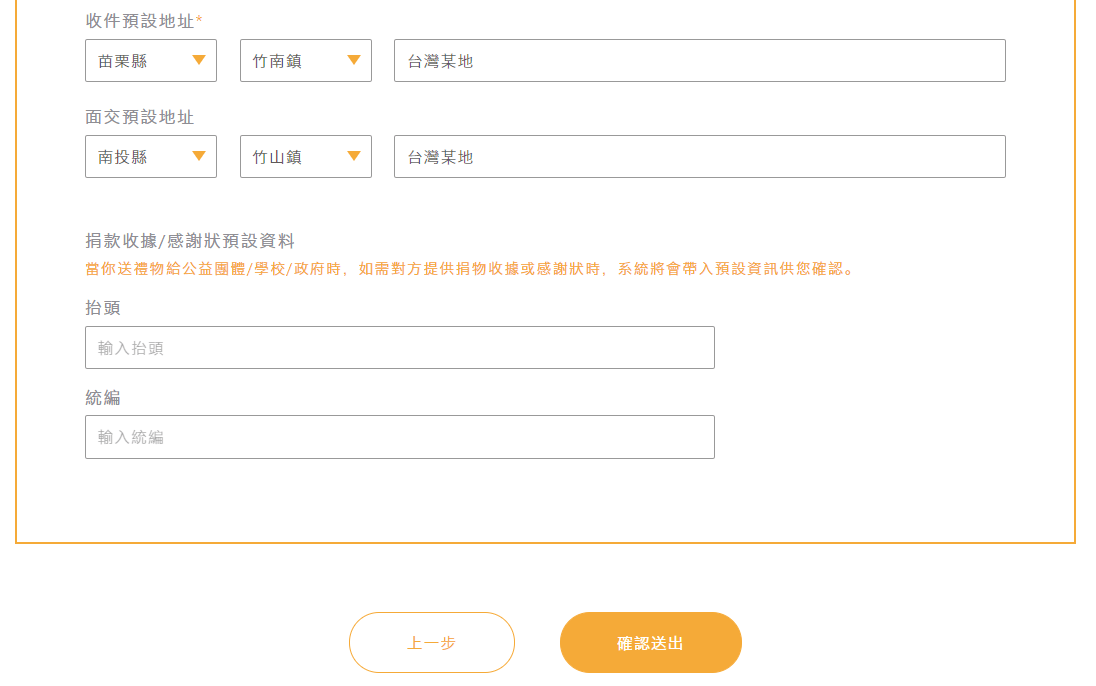 收件預設地址*
苗栗縣 竹南鎮 台灣某地
面交預設地址
南投縣 竹山鎮 台灣某地
捐款收據/感謝狀預設資料
當你送禮物給公益團體/學校/政府時，如需對方提供捐物收據或感謝狀時，系統將會帶入預設資訊供您確認。
抬頭
輸入抬頭
統編
輸入統編
上一步 確認送出